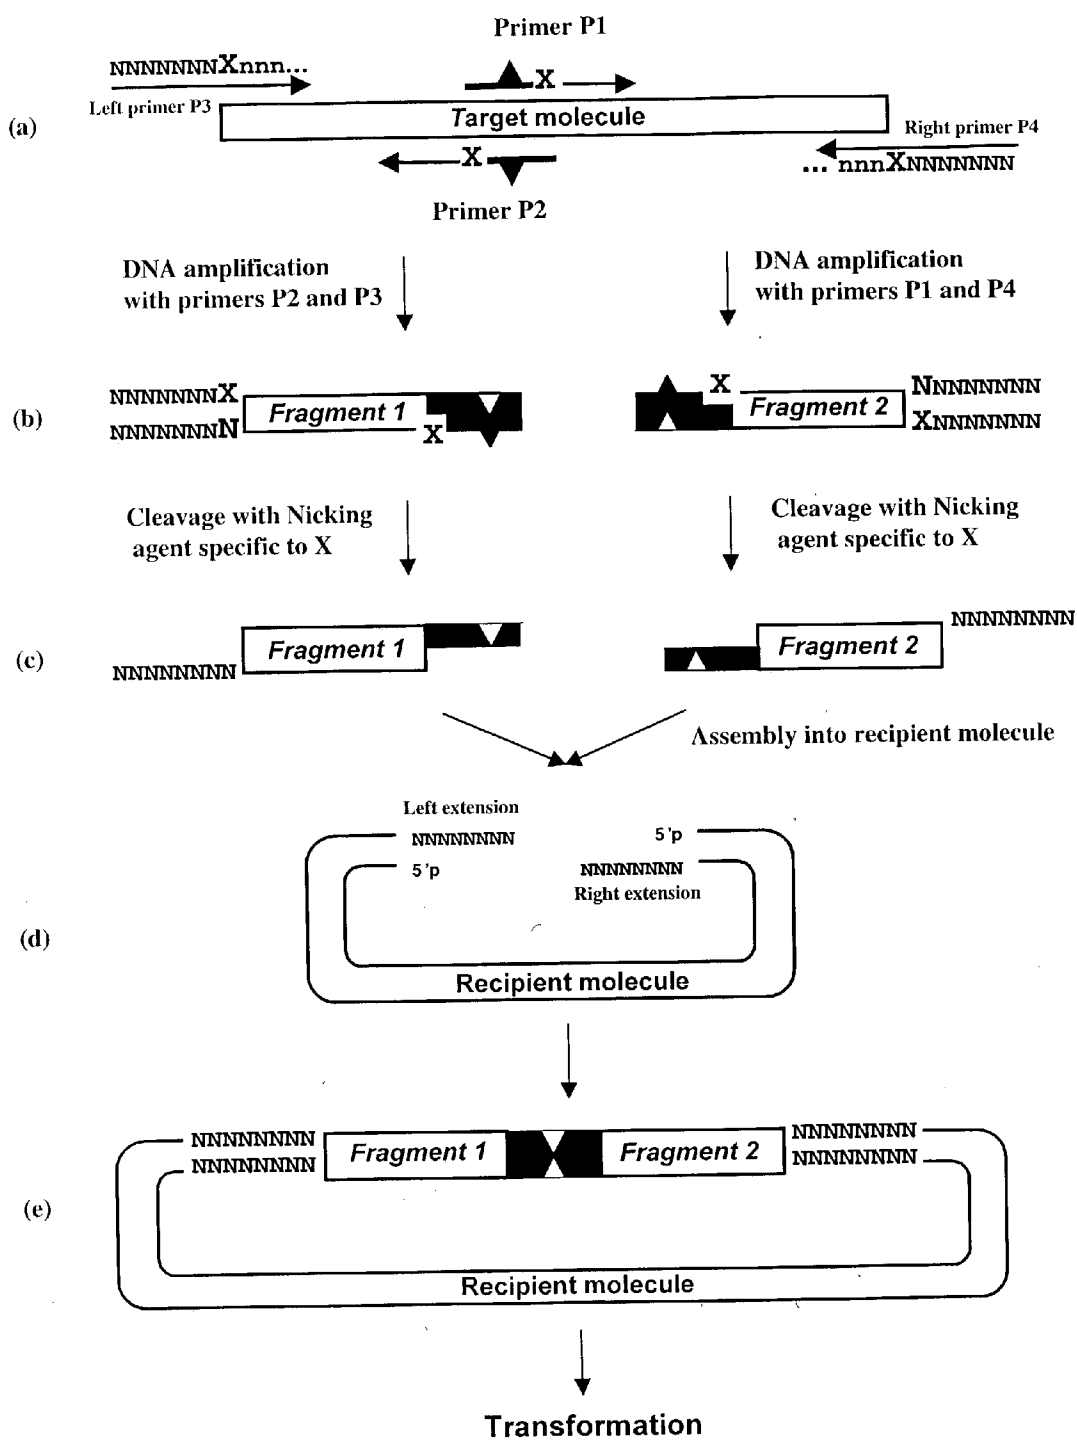 Primer P1
NNNNNNNXnnn...
X
Left primer P3
(a)
Target molecule
Right primer P4
X
... nnnXNNNNNNN
Primer P2
DNA amplification
with primers P2 and P3
DNA amplification
with primers P1 and P4
(b)
NNNNNNNX
NNNNNNNN
Fragment 1
X
X
Fragment 2
NNNNNNNN
XNNNNNNN
Cleavage with Nicking
agent specific to X
Cleavage with Nicking
agent specific to X
(c)
NNNNNNNN
Fragment 1
Fragment 2
NNNNNNNN
Assembly into recipient molecule
(d)
Left extension
NNNNNNNN
5'p
5'p
NNNNNNNN
Right extension
Recipient molecule
(e)
NNNNNNNN
NNNNNNNN
Fragment 1
Fragment 2
NNNNNNNN
NNNNNNNN
Recipient molecule
Transformation